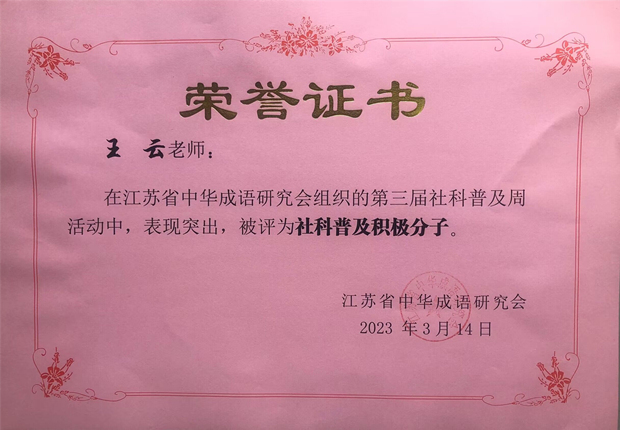 荣誉证书
王 云老师：
在江苏省中华成语研究会组织的第三届社科普及周
活动中，表现突出，被评为社科普及积极分子。
江苏省中华成语研究会
2023 年3月14日